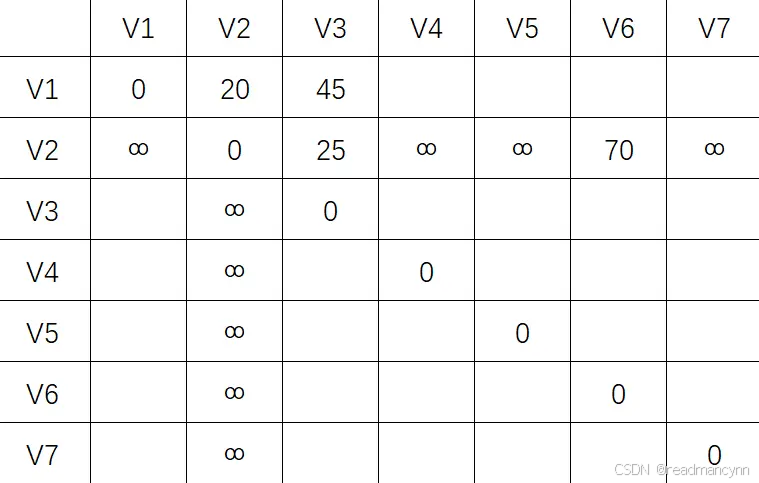 V1 V2 V3 V4 V5 V6 V7
V1 0 20 45
V2 ∞ 0 25 ∞ ∞ 70 ∞
V3 ∞ 0
V4 ∞ 0
V5 ∞ 0
V6 ∞ 0
V7 ∞ 0
CSDN @readmancynn